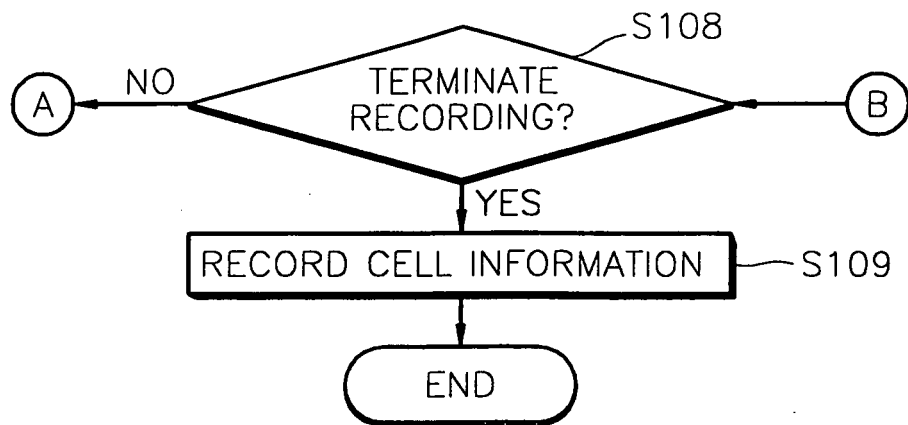 S108
NO
A
TERMINATE
RECORDING?
B
YES
RECORD CELL INFORMATION
S109
END